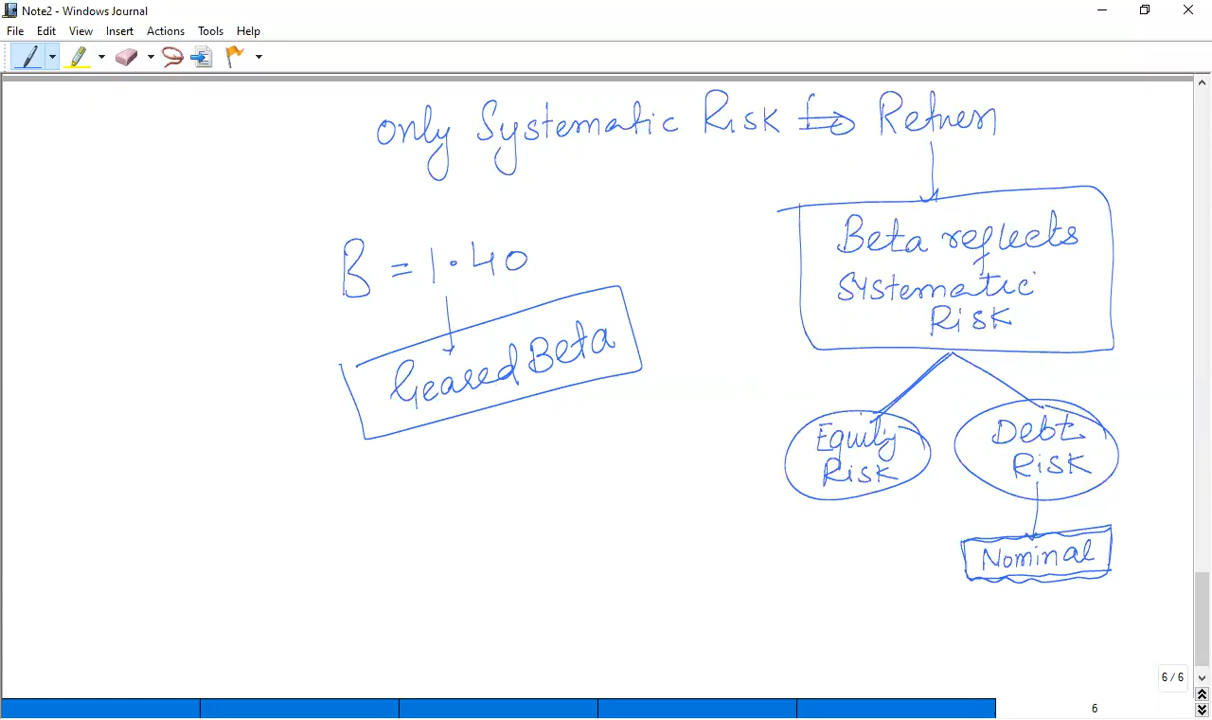 Note2 - Windows Journal
File Edit View Insert Actions Tools Help
only Systematic Risk Return
Beta reflects
Systematic
Risk
B = 1.40
Geared Beta
Equity
Risk
Debt
Risk
Nominal
6 / 6
6